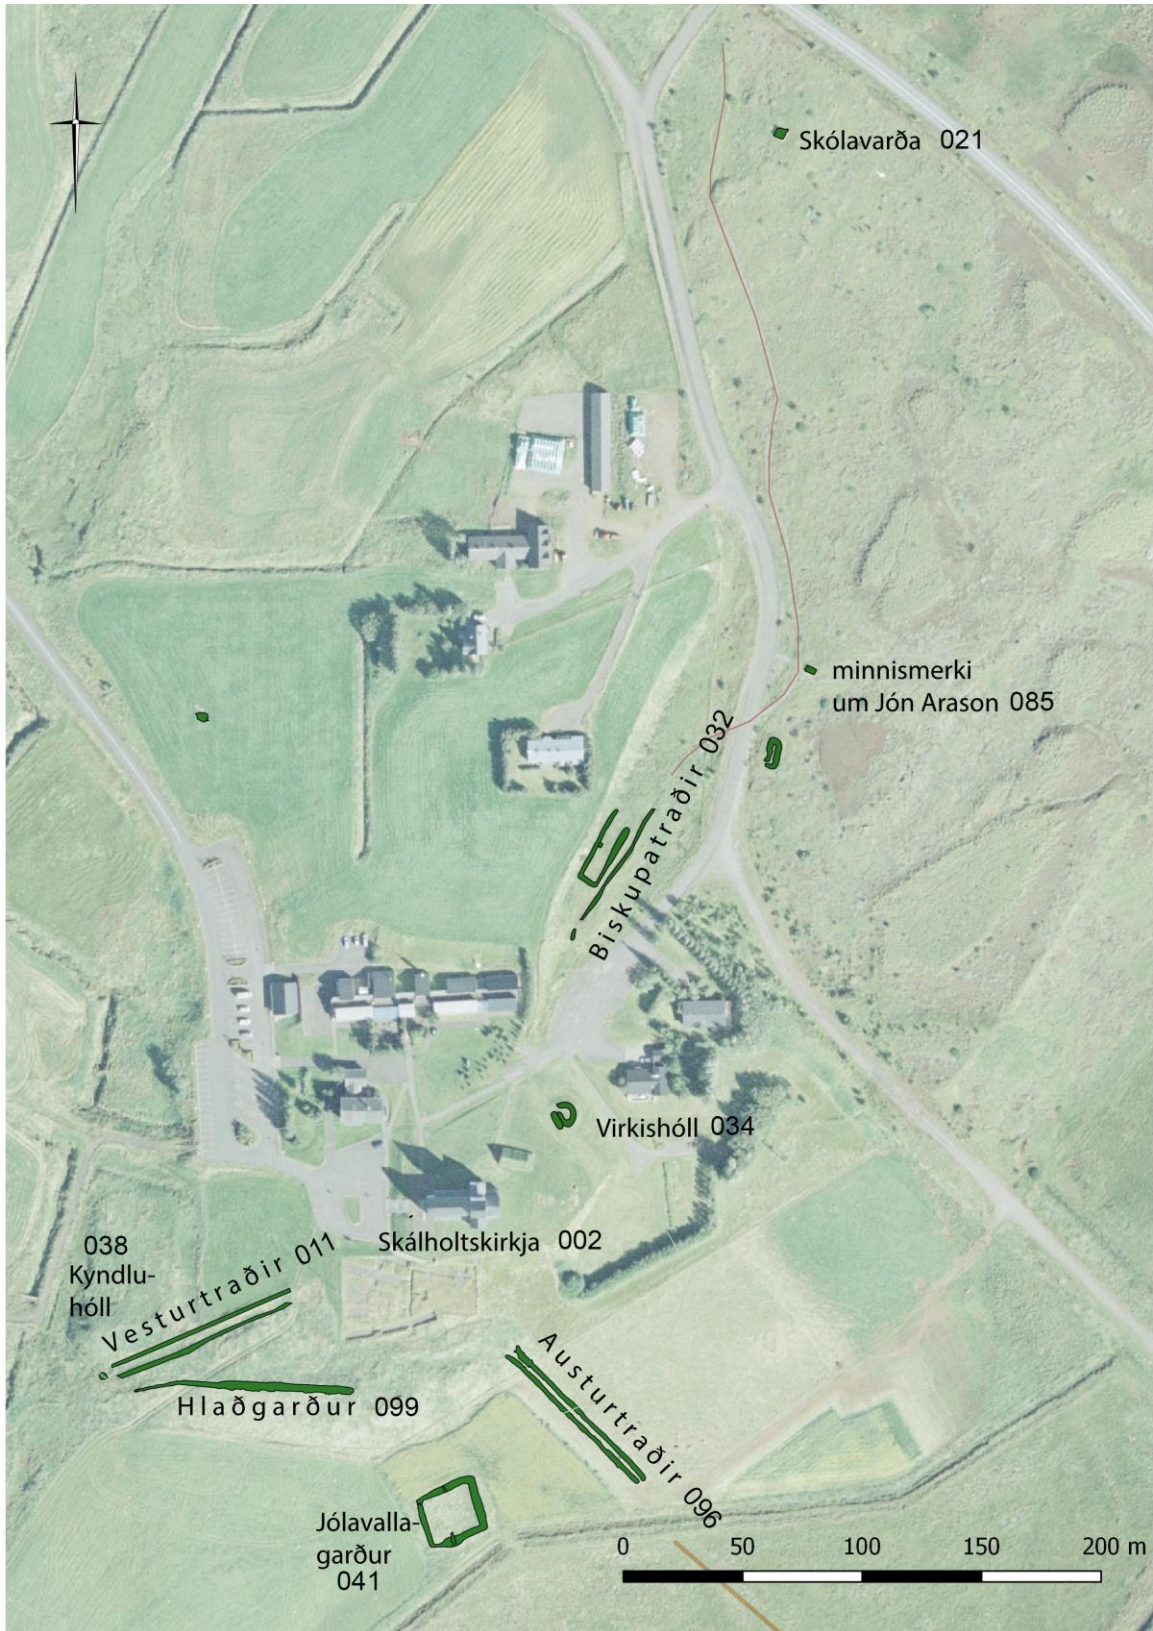 Skólavarða 021
minnismerki
um Jón Arason 085
Biskupatraðir 032
Virkishóll 034
Skálholtskirkja 002
038
Kyndlu-
hóll
Vesturtraðir 011
Hlaðgarður 099
Austurtraðir 096
Jólavalla-
garður
041
0 50 100 150 200 m